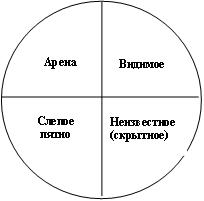 Арена
Видимое
Слепое
пятно
Неизвестное
(скрытное)